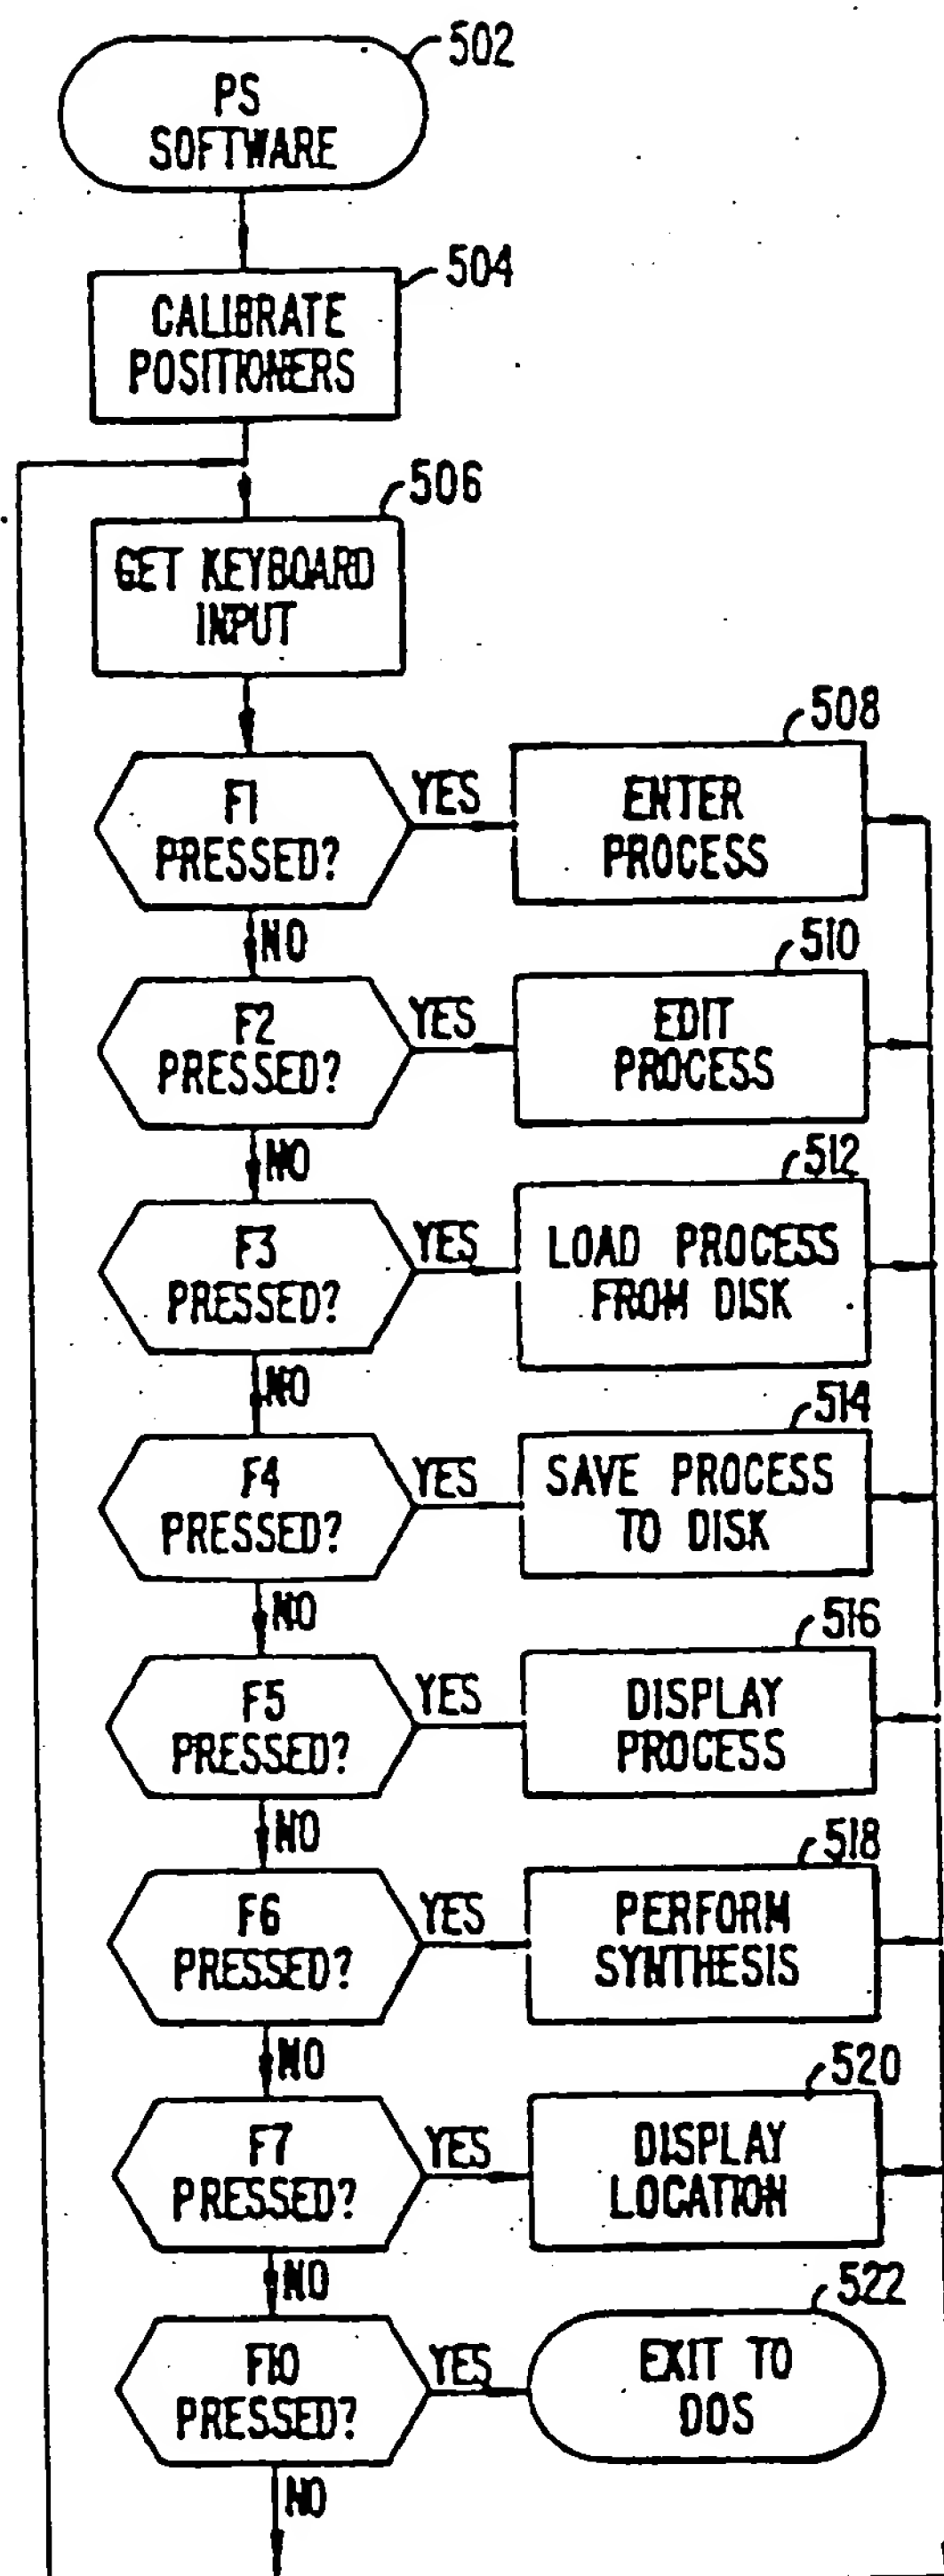 502
PS
SOFTWARE
504
CALIBRATE
POSITIONERS
506
GET KEYBOARD
INPUT
508
F1
PRESSED?
YES
ENTER
PROCESS
NO
510
F2
PRESSED?
YES
EDIT
PROCESS
NO
512
F3
PRESSED?
YES
LOAD PROCESS
FROM DISK
NO
514
F4
PRESSED?
YES
SAVE PROCESS
TO DISK
NO
516
F5
PRESSED?
YES
DISPLAY
PROCESS
NO
518
F6
PRESSED?
YES
PERFORM
SYNTHESIS
NO
520
F7
PRESSED?
YES
DISPLAY
LOCATION
NO
522
F10
PRESSED?
YES
EXIT TO
DOS
NO